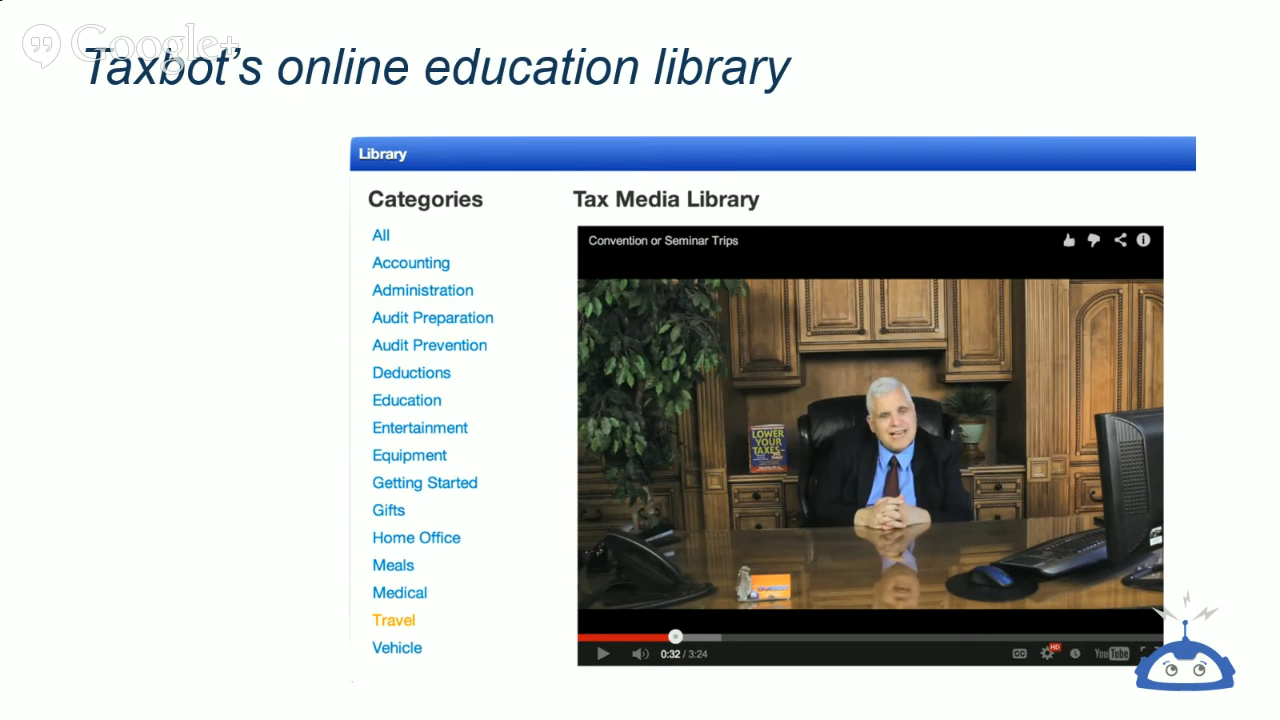 Google+
Taxbot's online education library
Library
Categories
All
Accounting
Administration
Audit Preparation
Audit Prevention
Deductions
Education
Entertainment
Equipment
Getting Started
Gifts
Home Office
Meals
Medical
Travel
Vehicle
Tax Media Library
Convention or Seminar Trips
LOWER
YOUR
TAXES
0:32 / 3:24
CC
HD
YouTube